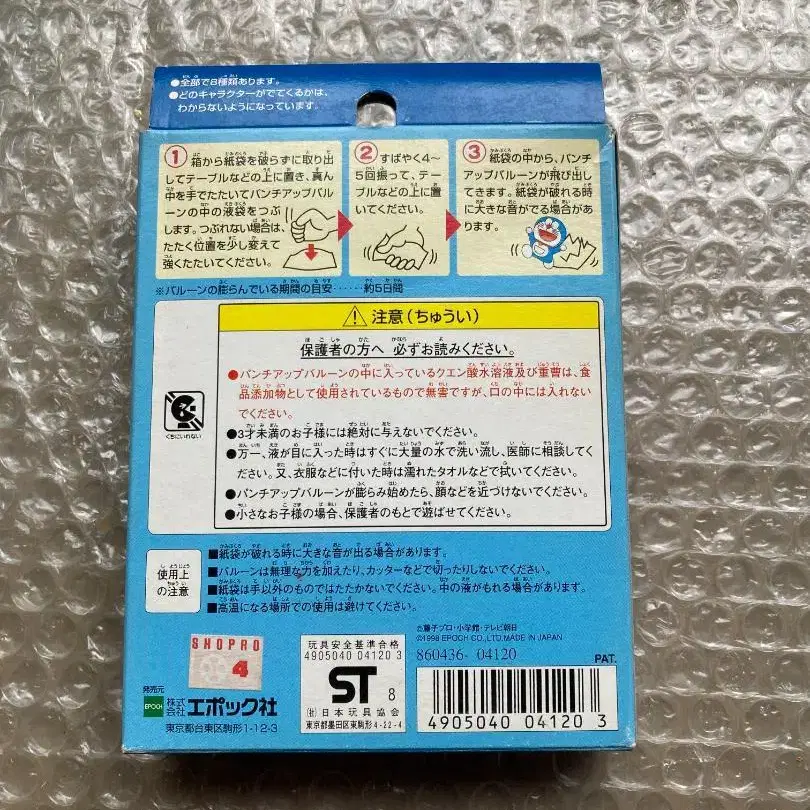 ●全部で8種類あります。
●どのキャラクターがでてくるかは、
わからないようになっています。
1 箱から紙袋を破らずに取り出
してテーブルなどの上に置き、真ん
中を手でたたいてパンチアップバル
ーンの中の液袋をつぶ
します。つぶれない場合は、
たたく位置を少し変えて
強くたたいてください。
2 すばやく4〜
5回振って、テー
ブルなどの上に置
いてください。
3 紙袋の中から、パンチ
アップバルーンが飛び出し
てきます。紙袋が破れる時
に大きな音がでる場合があ
ります。
※バルーンの膨らんでいる期間の目安……約5日間
注意(ちゅうい)
保護者の方へ 必ずお読みください。
●パンチアップバルーンの中に入っているクエン酸水溶液及び重曹は、食
品添加物として使用されているもので無害ですが、口の中には入れない
でください。
●3才未満のお子様には絶対に与えないでください。
●万一、液が目に入った時はすぐに大量の水で洗い流し、医師に相談してく
ださい。又、衣服などに付いた時は濡れたタオルなどで拭いてください。
●パンチアップバルーンが膨らみ始めたら、顔などを近づけないでください。
●小さなお子様の場合、保護者のもとで遊ばせてください。
くちにいれない
使用上
の注意
■紙袋が破れる時に大きな音が出る場合があります。
■バルーンは無理な力を加えたり、カッターなどで切ったりしないでください。
■紙袋は手以外のものではたたかないでください。中の液がもれる場合があります。
■高温になる場所での使用は避けてください。
SHOPRO
4
発売元
EPOCH 株式会社 エポック社
東京都台東区駒形1-12-3
玩具安全基準合格
4905040 04120 3
ST 8
(社)日本玩具協会
東京都墨田区東駒形4-22-4
©藤子プロ・小学館・テレビ朝日
©1998 EPOCH CO.,LTD.MADE IN JAPAN
860436- 04120
PAT.
4905040 04120 3